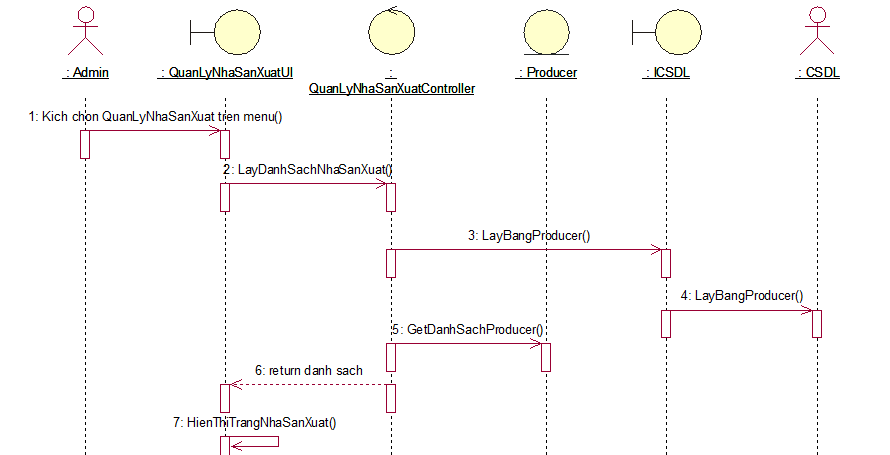 : Admin
: QuanLyNhaSanXuatUI
:
QuanLyNhaSanXuatController
: Producer
: ICSDL
: CSDL
1: Kich chon QuanLyNhaSanXuat tren menu()
2: LayDanhSachNhaSanXuat()
3: LayBangProducer()
4: LayBangProducer()
5: GetDanhSachProducer()
6: return danh sach
7: HienThiTrangNhaSanXuat()